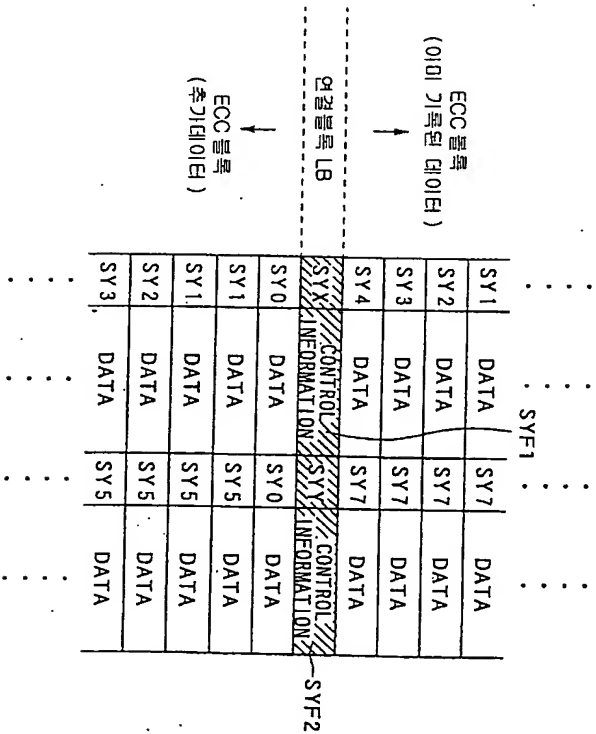 SYF1
ECC 블록
(이미 기록된 데이터)
SY1 DATA SY7 DATA
SY2 DATA SY7 DATA
SY3 DATA SY7 DATA
SY4 DATA SY7 DATA
연결블록 LB
SYX CONTROL INFORMATION SYY CONTROL INFORMATION
SYF2
SY0 DATA SY0 DATA
SY1 DATA SY5 DATA
SY1. DATA SY5 DATA
SY2 DATA SY5 DATA
SY3 DATA SY5 DATA
ECC 블록
(추가데이터)